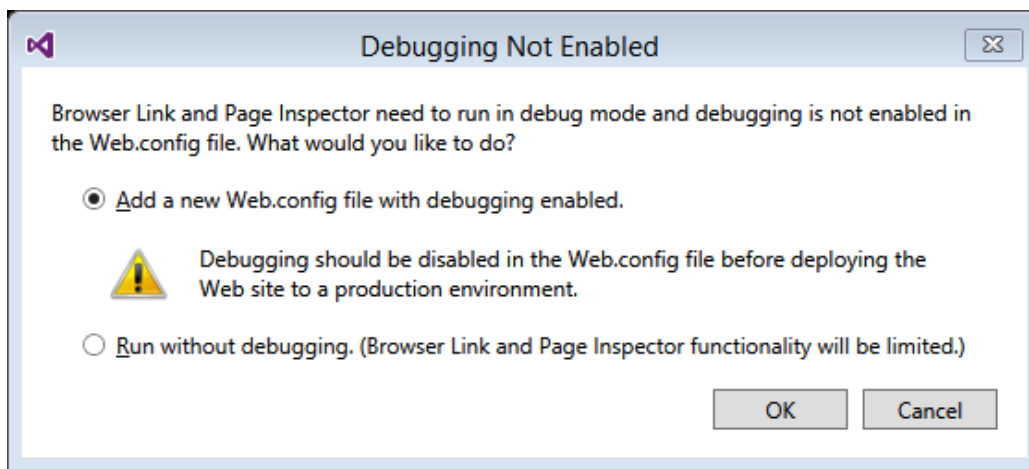 Debugging Not Enabled
Browser Link and Page Inspector need to run in debug mode and debugging is not enabled in
the Web.config file. What would you like to do?
Add a new Web.config file with debugging enabled.
Debugging should be disabled in the Web.config file before deploying the
Web site to a production environment.
Run without debugging. (Browser Link and Page Inspector functionality will be limited.)
OK
Cancel